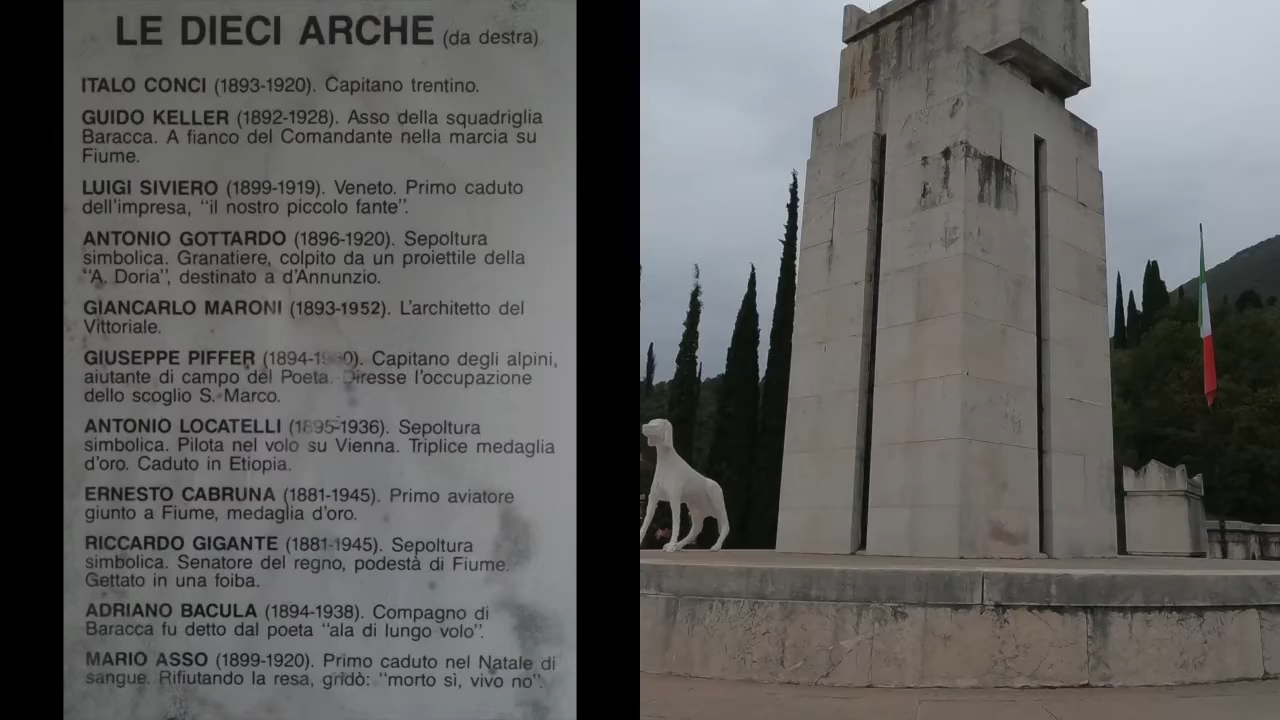 LE DIECI ARCHE (da destra)
ITALO CONCI (1893-1920). Capitano trentino.
GUIDO KELLER (1892-1928). Asso della squadriglia
Baracca. A fianco del Comandante nella marcia su
Fiume.
LUIGI SIVIERO (1899-1919). Veneto. Primo caduto
dell'impresa, "il nostro piccolo fante".
ANTONIO GOTTARDO (1896-1920). Sepoltura
simbolica. Granatiere, colpito da un proiettile della
"A. Doria", destinato a d'Annunzio.
GIANCARLO MARONI (1893-1952). L'architetto del
Vittoriale.
GIUSEPPE PIFFER Capitano degli alpini,
aiutante di campo del Poeta. Diresse l'occupazione
dello scoglio S. Marco.
ANTONIO LOCATELLI (1895-1936). Sepoltura
simbolica. Pilota nel volo su Vienna. Triplice medaglia
d'oro. Caduto in Etiopia.
ERNESTO CABRUNA (1881-1945). Primo aviatore
giunto a Fiume, medaglia d'oro.
RICCARDO GIGANTE (1881-1945). Sepoltura
simbolica. Senatore del regno, podestà di Fiume.
Gettato in una foiba.
ADRIANO BACULA (1894-1938). Compagno di
Baracca fu detto dal poeta "ala di lungo volo".
MARIO ASSO (1899-1920). Primo caduto nel Natale di
sangue. Rifiutando la resa, gridò: "morto sì, vivo no".